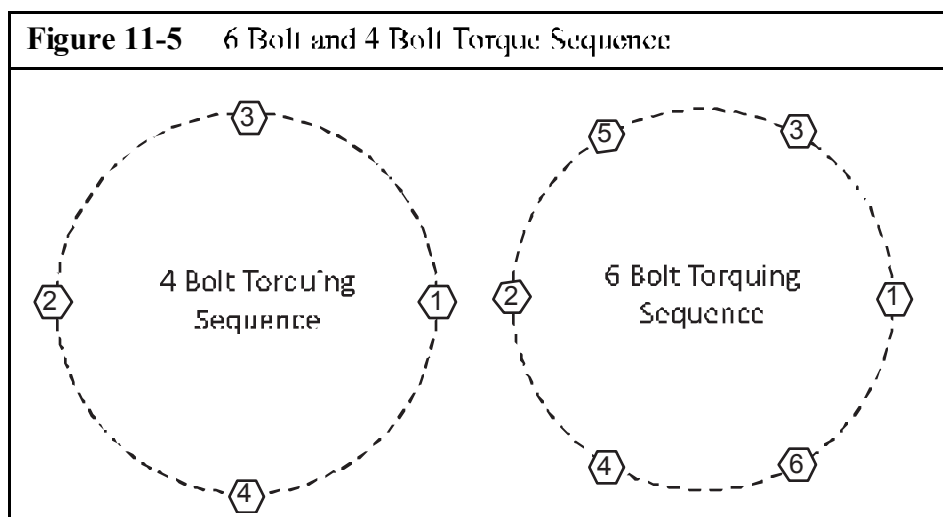 Figure 11-5 6 Bolt and 4 Bolt Torque Sequence
3
5
3
4 Bolt Torquing
Sequence
6 Bolt Torquing
Sequence
2
1
2
1
4
4
6